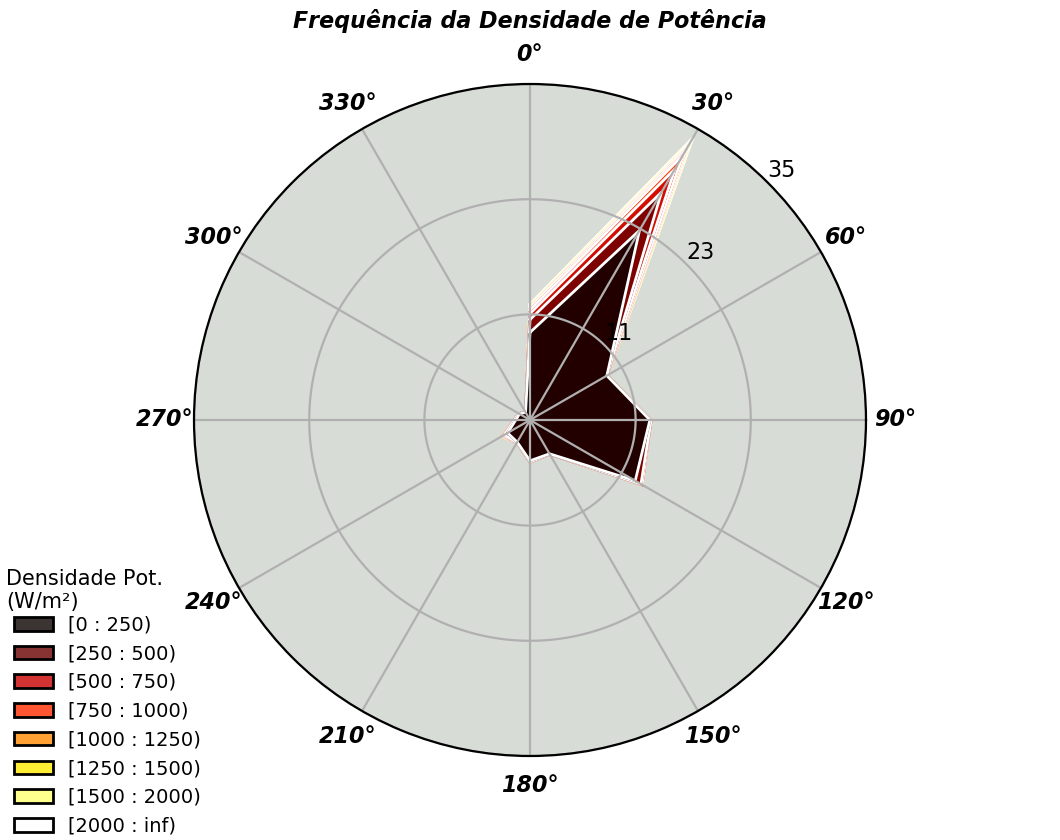 Frequência da Densidade de Potência
0°
330°
30°
35
300°
60°
23
11
270°
90°
240°
120°
210°
150°
180°
Densidade Pot.
(W/m²)
[0 : 250)
[250 : 500)
[500 : 750)
[750 : 1000)
[1000 : 1250)
[1250 : 1500)
[1500 : 2000)
[2000 : inf)